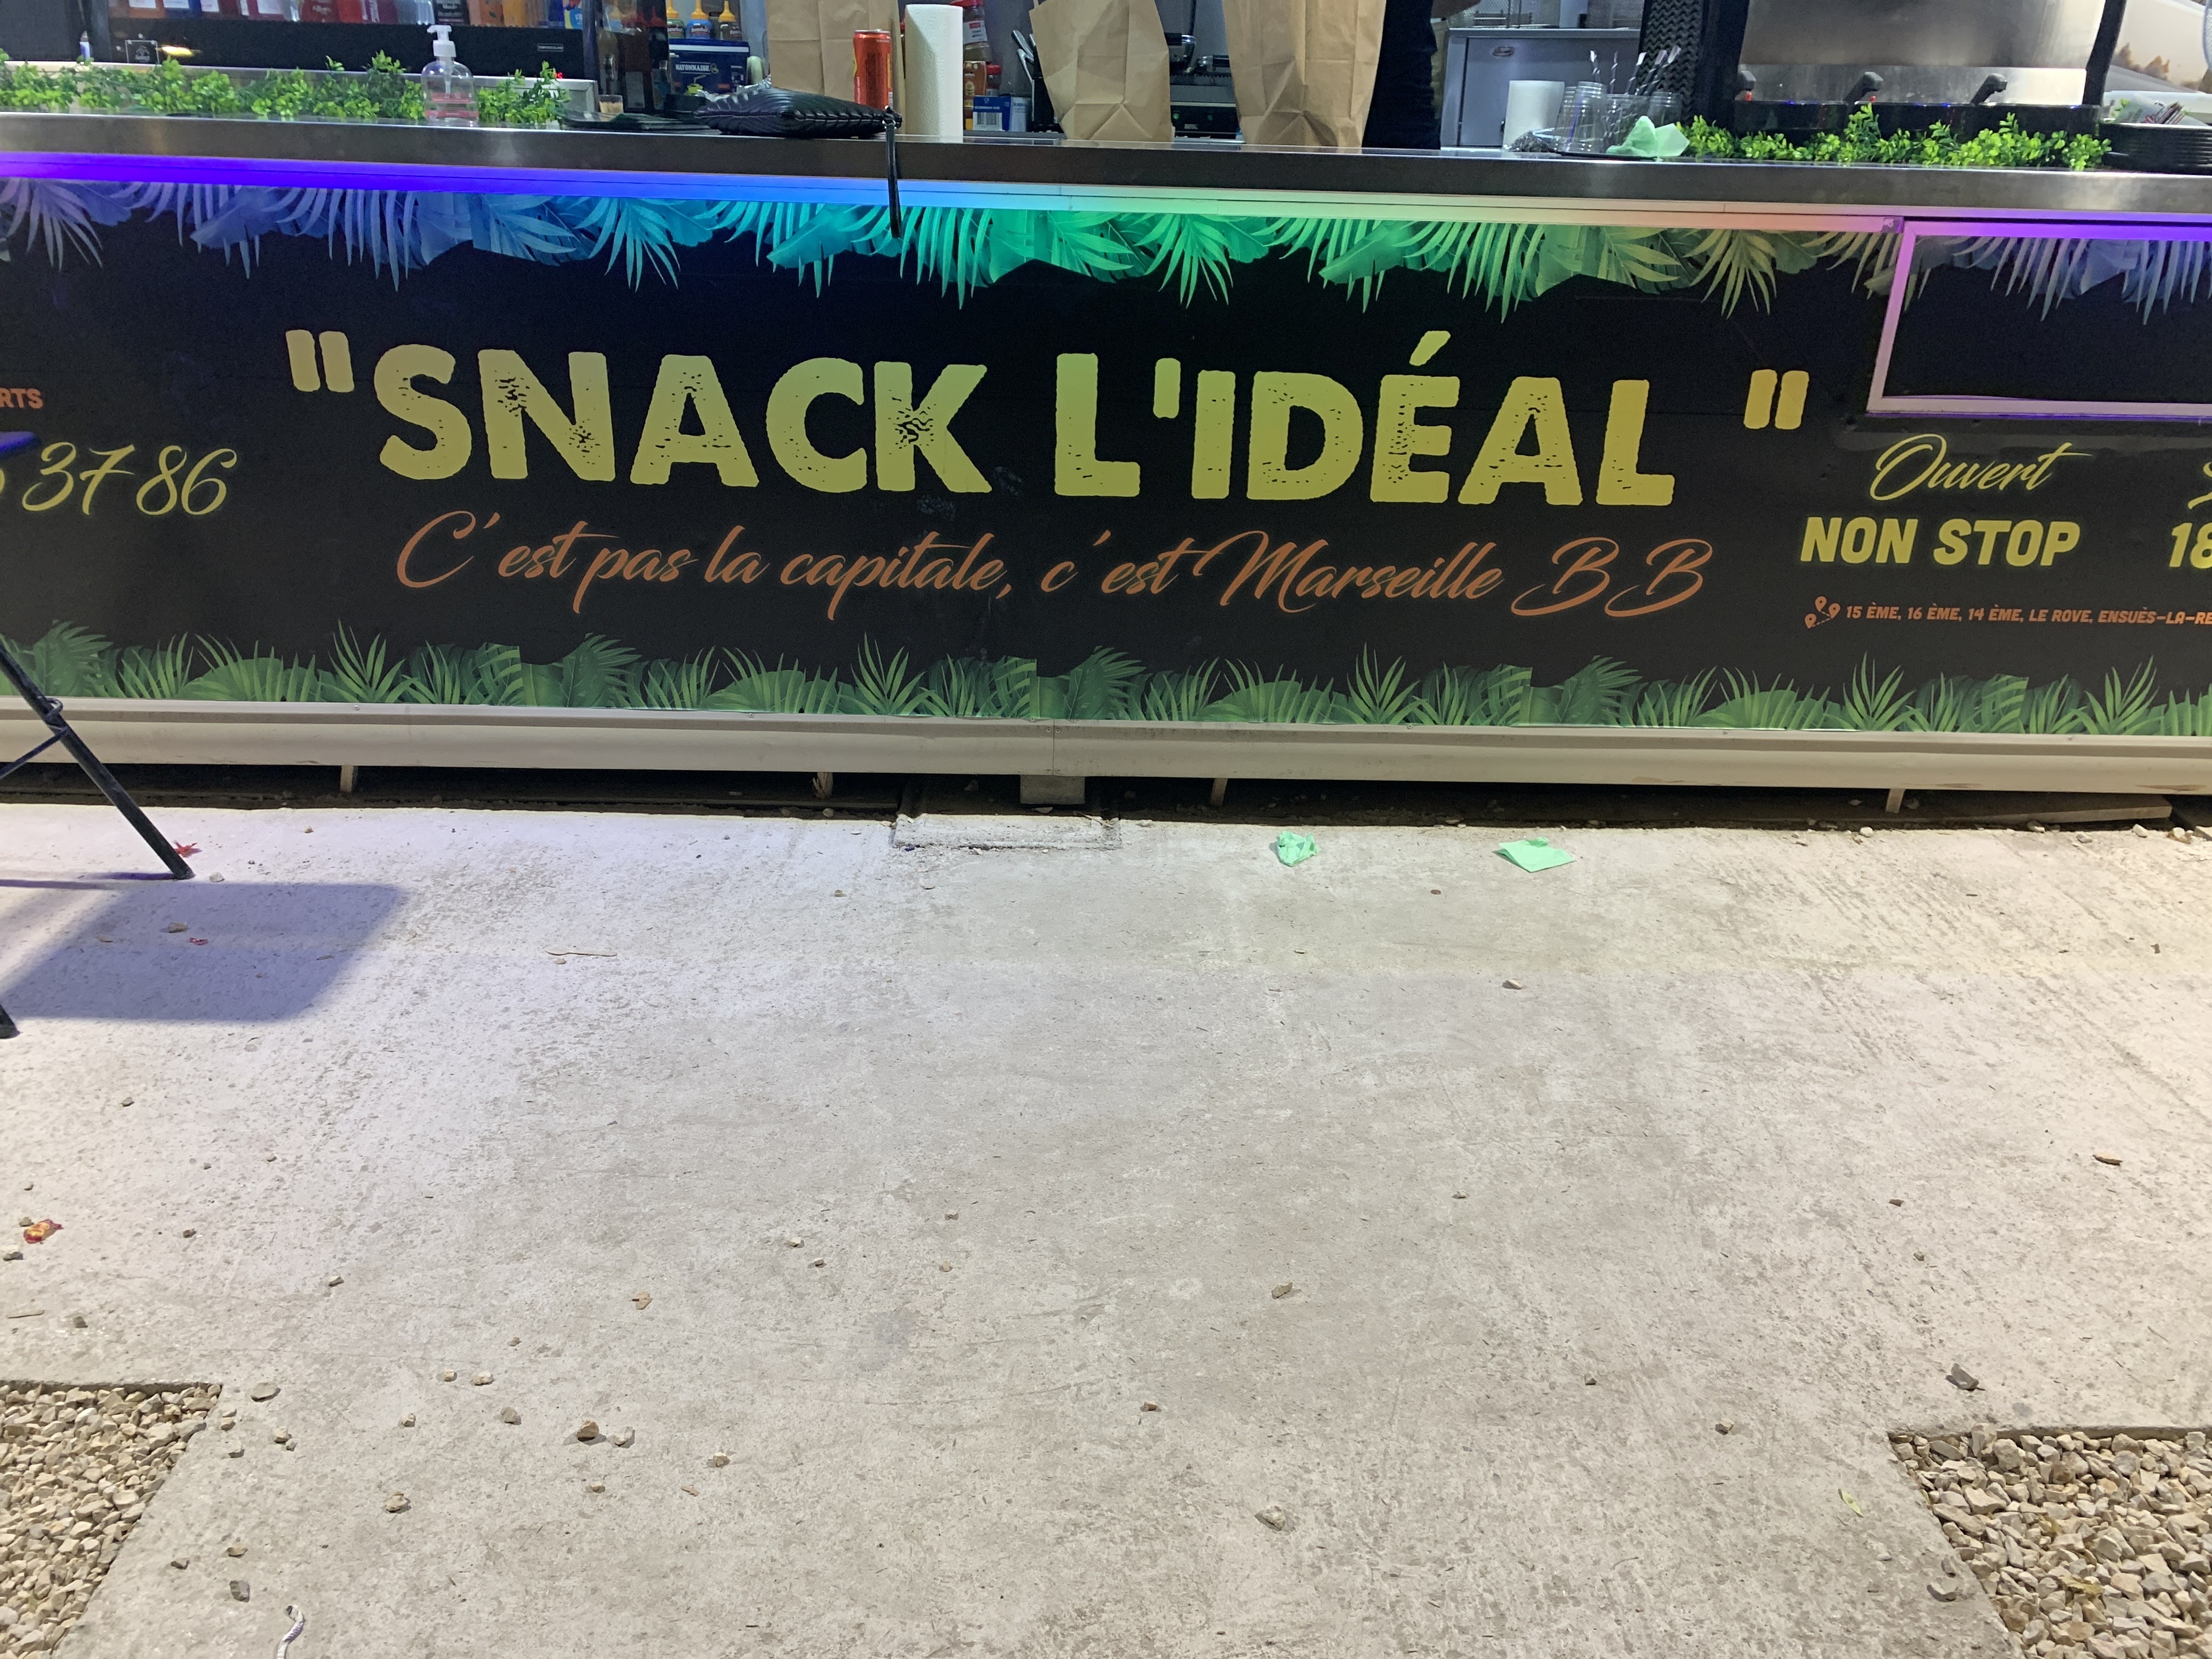 MAYONNAISE
RTS
37 86
"SNACK L'IDÉAL "
C'est pas la capitale, c'est Marseille BB
Ouvert
NON STOP
18
15 ÈME, 16 ÈME, 14 ÈME, LE ROVE, ENSUÈS-LA-RE